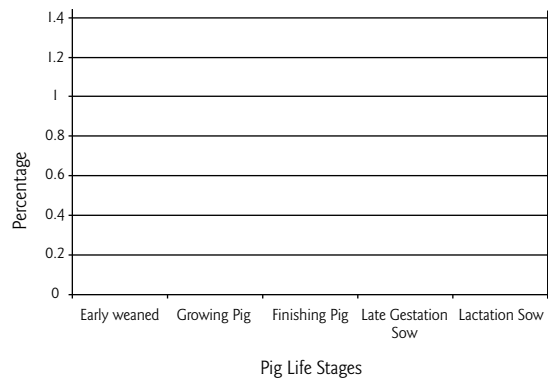 1.4
1.2
1
0.8
0.6
0.4
0.2
0
Percentage
Early weaned Growing Pig Finishing Pig Late Gestation Lactation Sow
Sow
Pig Life Stages